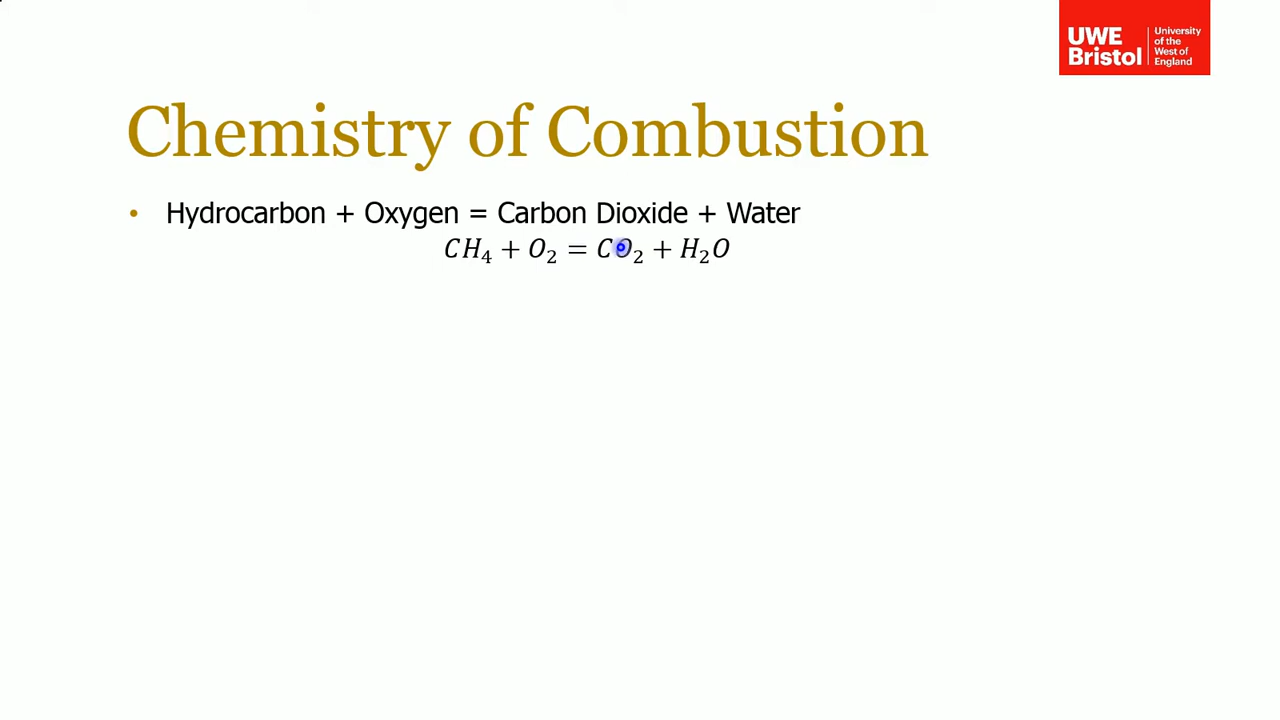 UWE
Bristol
University
of the
West of
England
Chemistry of Combustion
• Hydrocarbon + Oxygen = Carbon Dioxide + Water
𝐶𝐻₄ + 𝑂₂ = 𝐶𝑂₂ + 𝐻₂𝑂